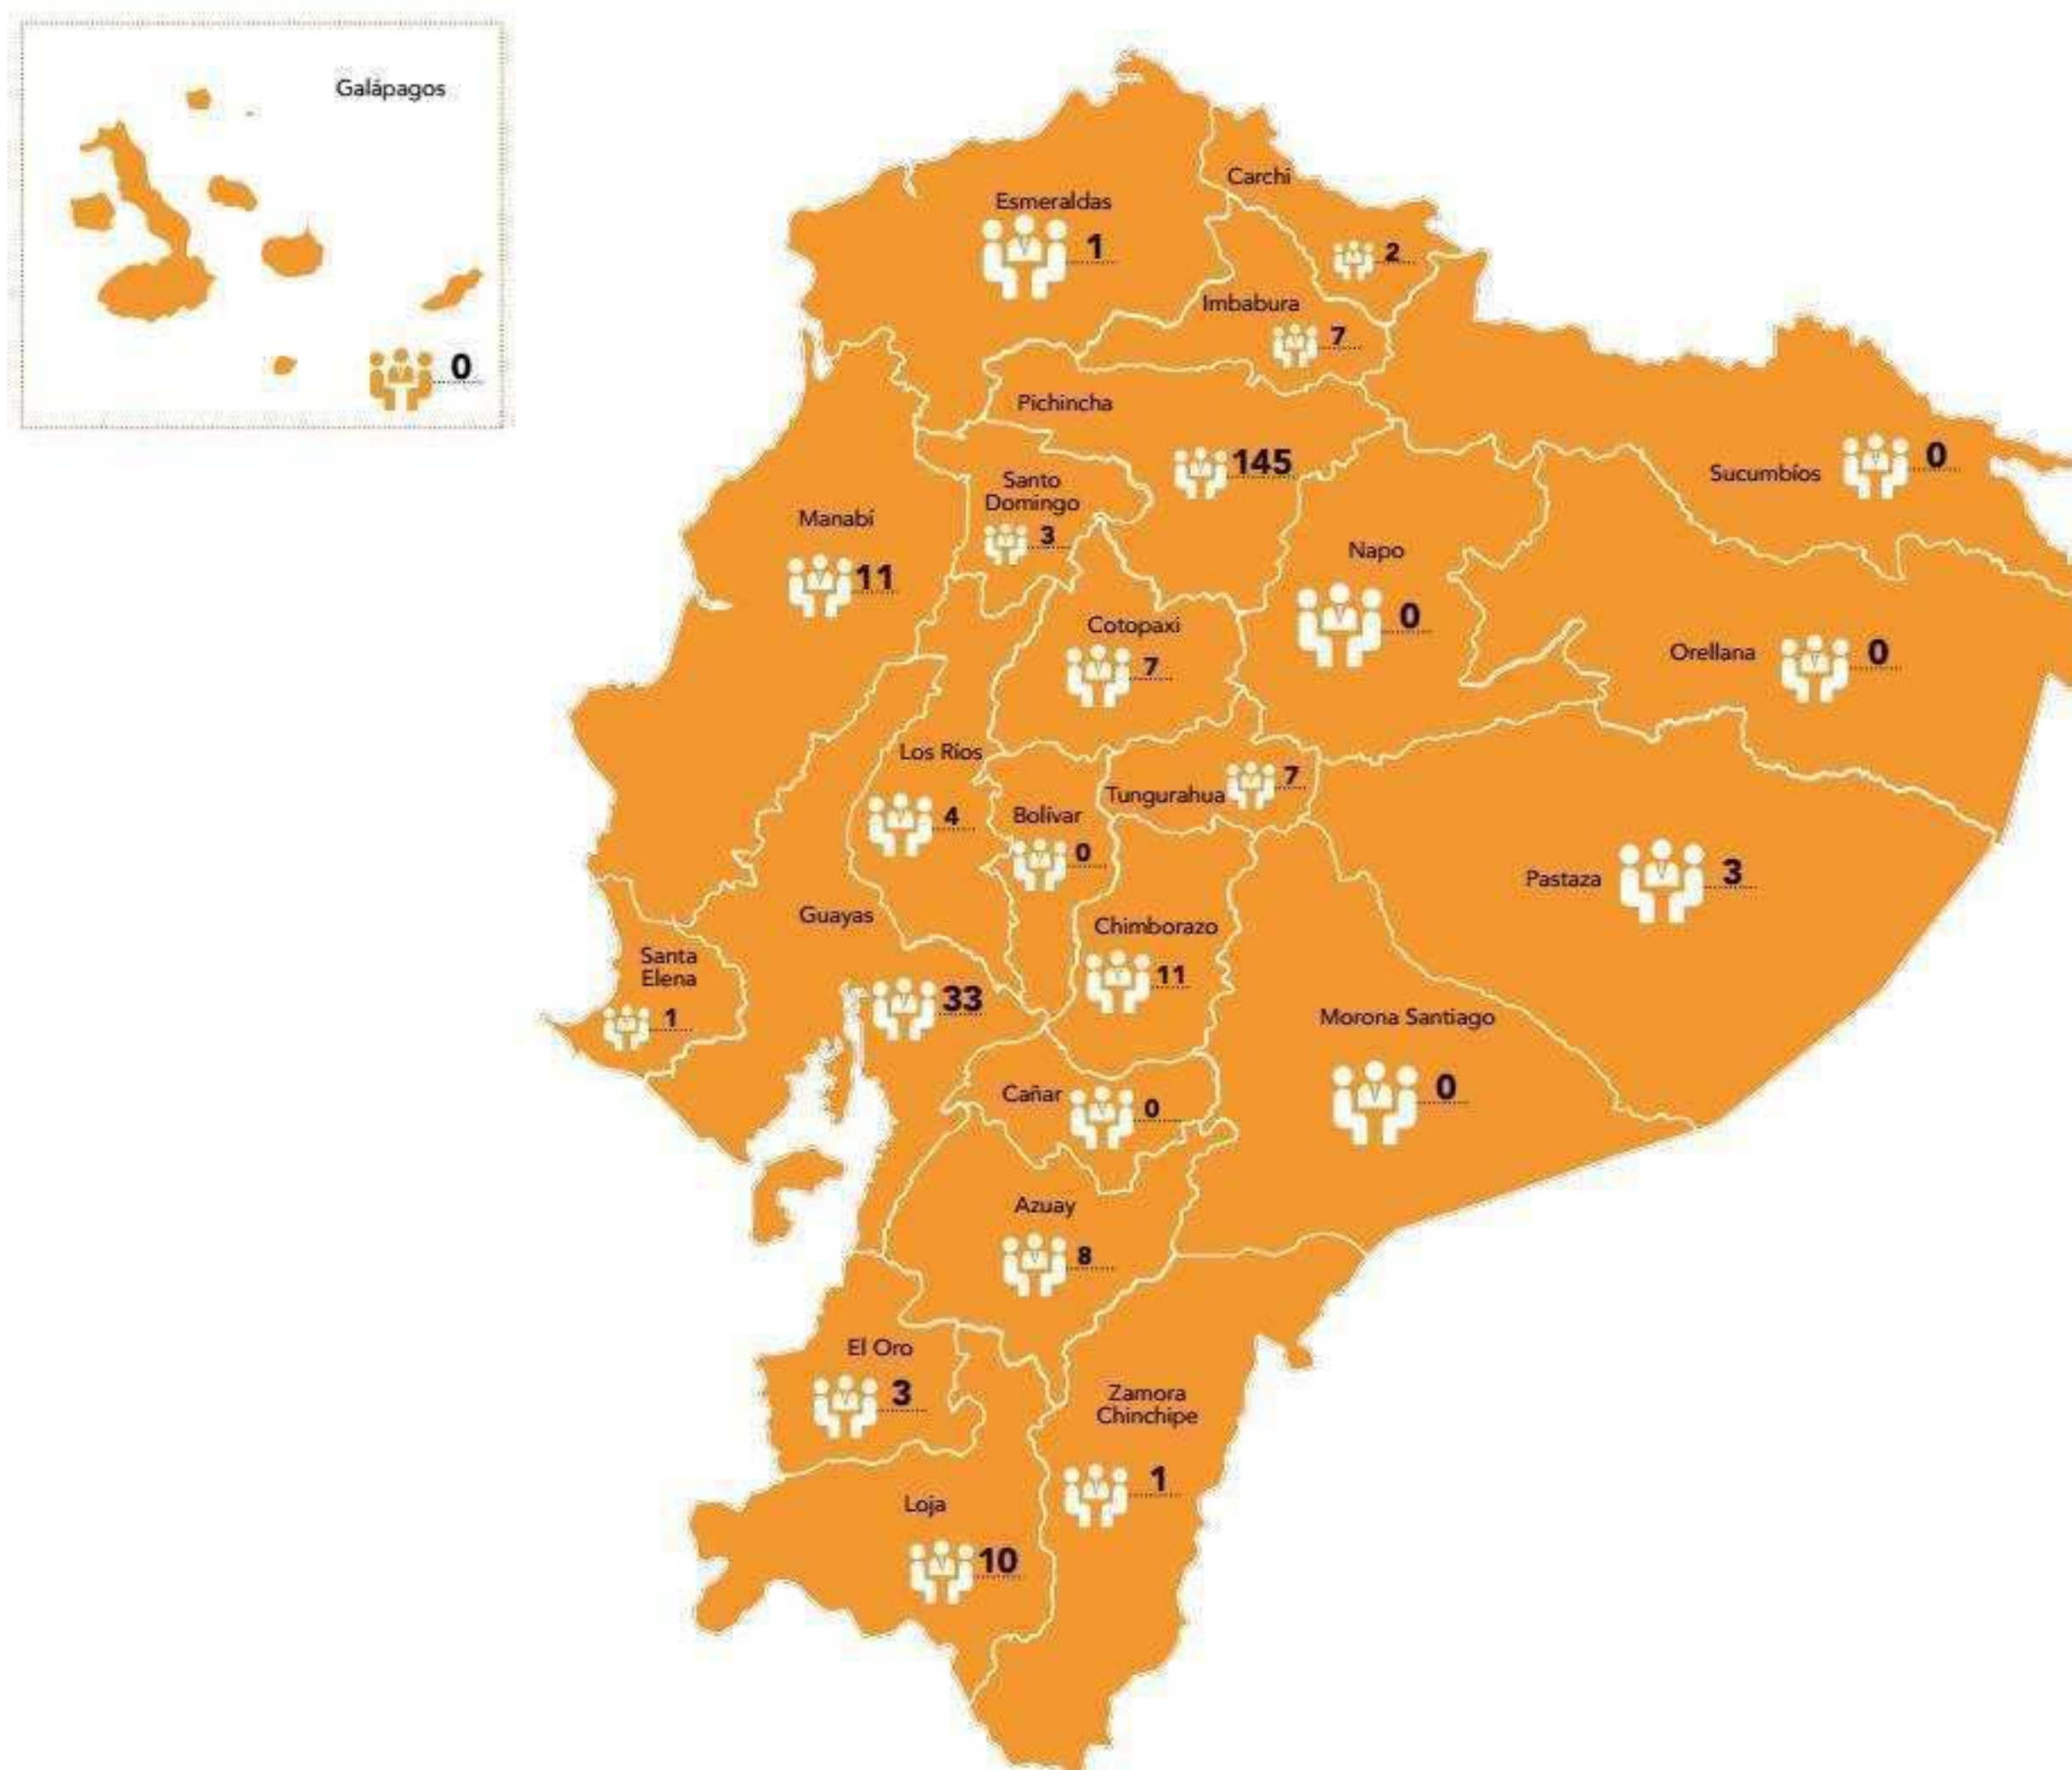 Galápagos
0
Carchi
2
Esmeraldas
1
Imbabura
7
Pichincha
145
Sucumbíos
0
Santo
Domingo
3
Manabí
11
Napo
0
Cotopaxi
7
Orellana
0
Los Ríos
4
Tungurahua
7
Bolívar
0
Pastaza
3
Guayas
33
Chimborazo
11
Santa
Elena
1
Morona Santiago
0
Cañar
0
Azuay
8
El Oro
3
Zamora
Chinchipe
1
Loja
10